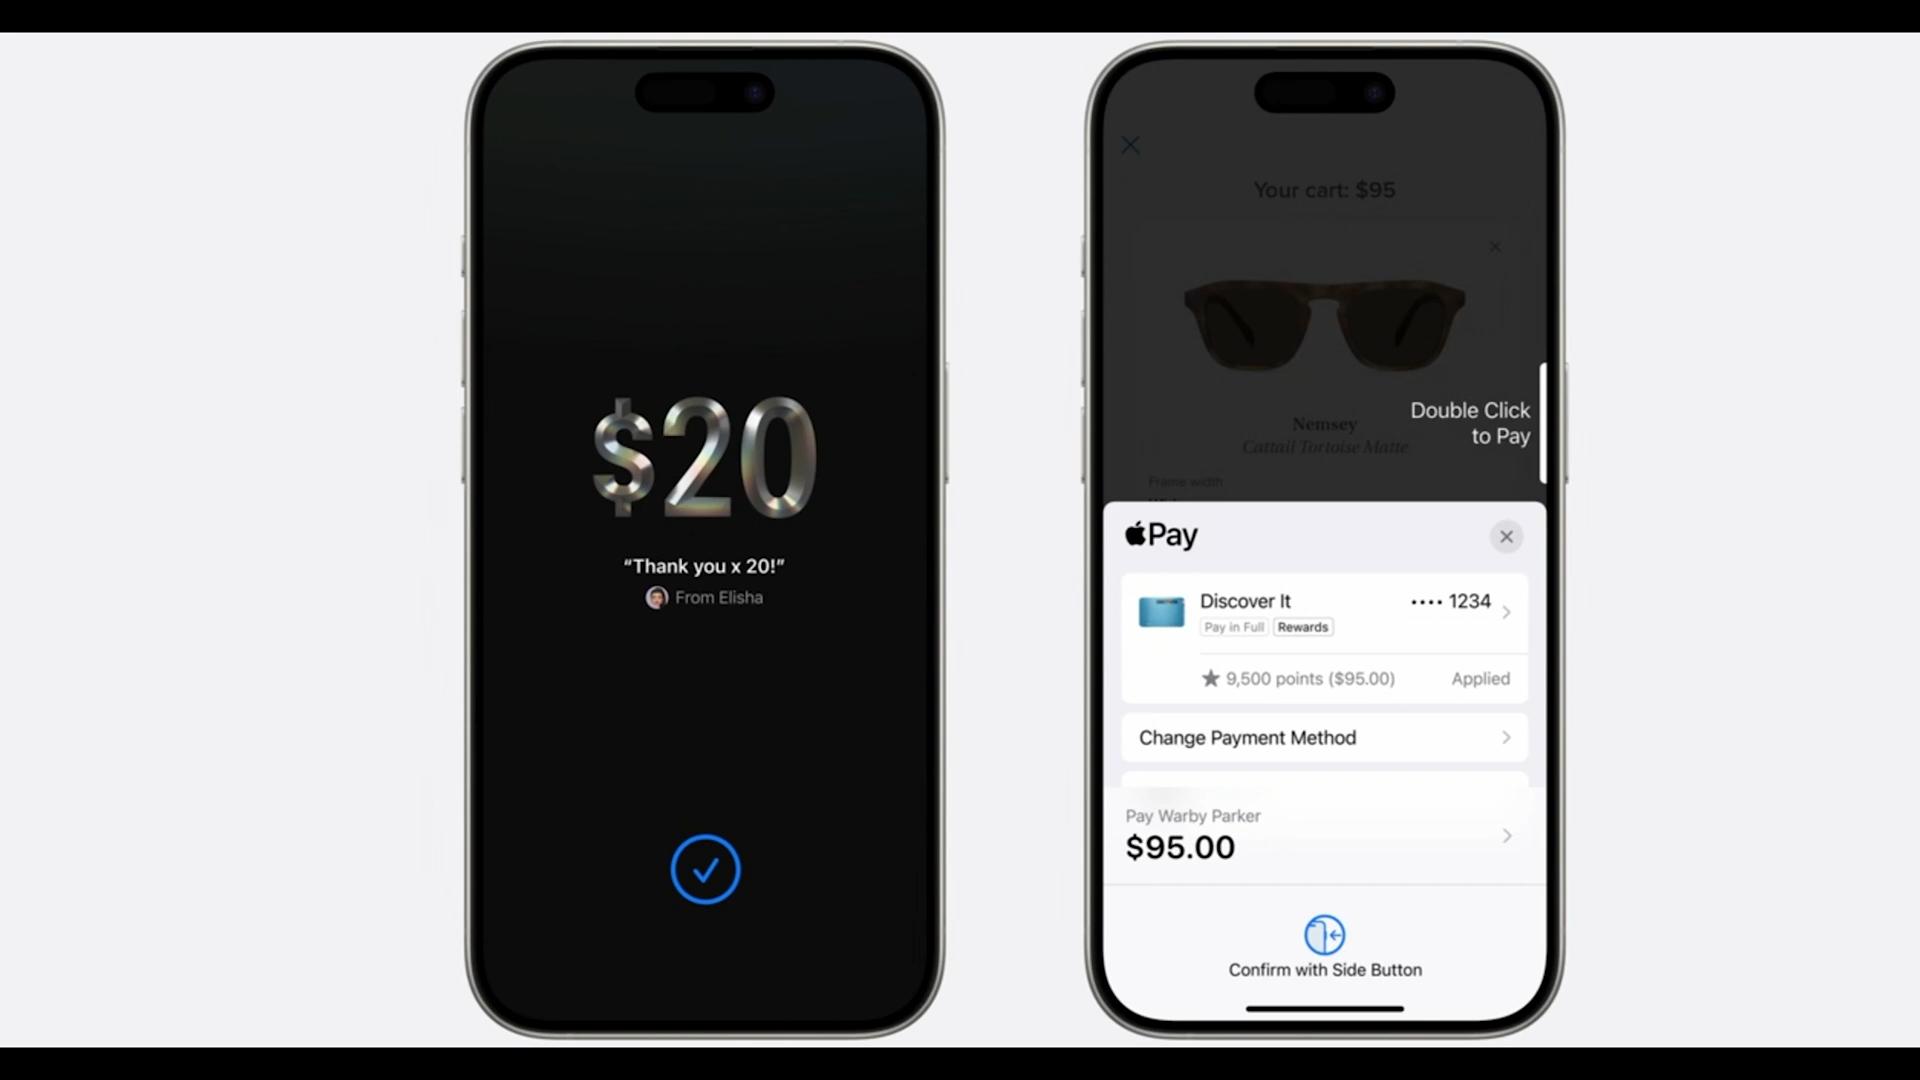 $20
“Thank you x 20!”
From Elisha
Your cart: $95
Nemsey
Cattail Tortoise Matte
Frame width
Double Click
to Pay
Pay
Discover It
•••• 1234
Pay in Full
Rewards
★ 9,500 points ($95.00)
Applied
Change Payment Method
Pay Warby Parker
$95.00
Confirm with Side Button